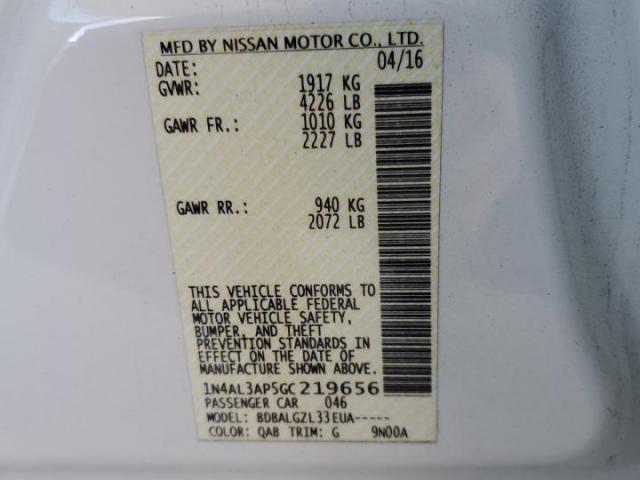 MFD BY NISSAN MOTOR CO., LTD.
DATE: 04/16
GVWR: 1917 KG
4226 LB
GAWR FR.: 1010 KG
2227 LB
GAWR RR.: 940 KG
2072 LB
THIS VEHICLE CONFORMS TO
ALL APPLICABLE FEDERAL
MOTOR VEHICLE SAFETY,
BUMPER, AND THEFT
PREVENTION STANDARDS IN
EFFECT ON THE DATE OF
MANUFACTURE SHOWN ABOVE.
1N4AL3AP5GC219656
PASSENGER CAR 046
MODEL: BDBALGZL33EUA-----
COLOR: QAB TRIM: G 9N00A